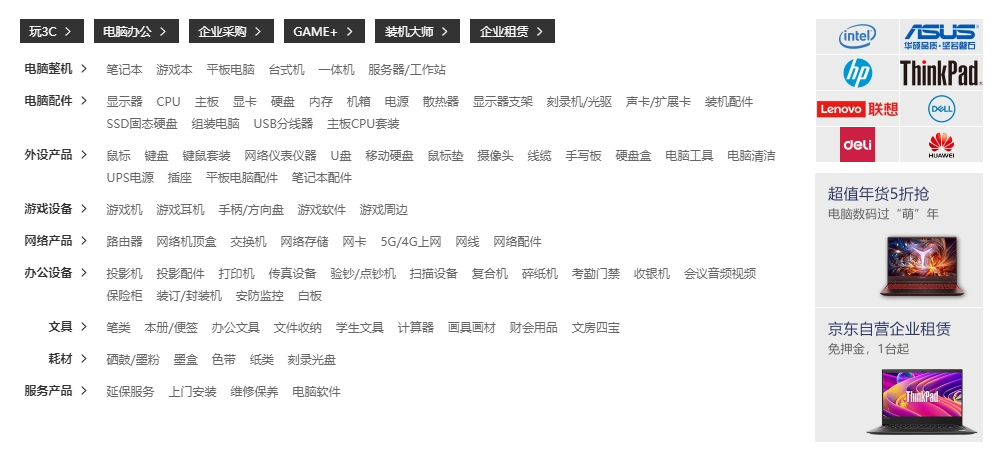 玩3C > 电脑办公 > 企业采购 > GAME+ > 装机大师 > 企业租赁 >
电脑整机 > 笔记本 游戏本 平板电脑 台式机 一体机 服务器/工作站
电脑配件 > 显示器 CPU 主板 显卡 硬盘 内存 机箱 电源 散热器 显示器支架 刻录机/光驱 声卡/扩展卡 装机配件
SSD固态硬盘 组装电脑 USB分线器 主板CPU套装
外设产品 > 鼠标 键盘 键鼠套装 网络仪表仪器 U盘 移动硬盘 鼠标垫 摄像头 线缆 手写板 硬盘盒 电脑工具 电脑清洁
UPS电源 插座 平板电脑配件 笔记本配件
游戏设备 > 游戏机 游戏耳机 手柄/方向盘 游戏软件 游戏周边
网络产品 > 路由器 网络机顶盒 交换机 网络存储 网卡 5G/4G上网 网线 网络配件
办公设备 > 投影机 投影配件 打印机 传真设备 验钞/点钞机 扫描设备 复合机 碎纸机 考勤门禁 收银机 会议音频视频
保险柜 装订/封装机 安防监控 白板
文具 > 笔类 本册/便签 办公文具 文件收纳 学生文具 计算器 画具画材 财会用品 文房四宝
耗材 > 硒鼓/墨粉 墨盒 色带 纸类 刻录光盘
服务产品 > 延保服务 上门安装 维修保养 电脑软件
intel ASUS
华硕品质·坚若磐石
hp ThinkPad
Lenovo 联想 DELL
deli HUAWEI
超值年货5折抢
电脑数码过“萌”年
京东自营企业租赁
免押金，1台起
ThinkPad